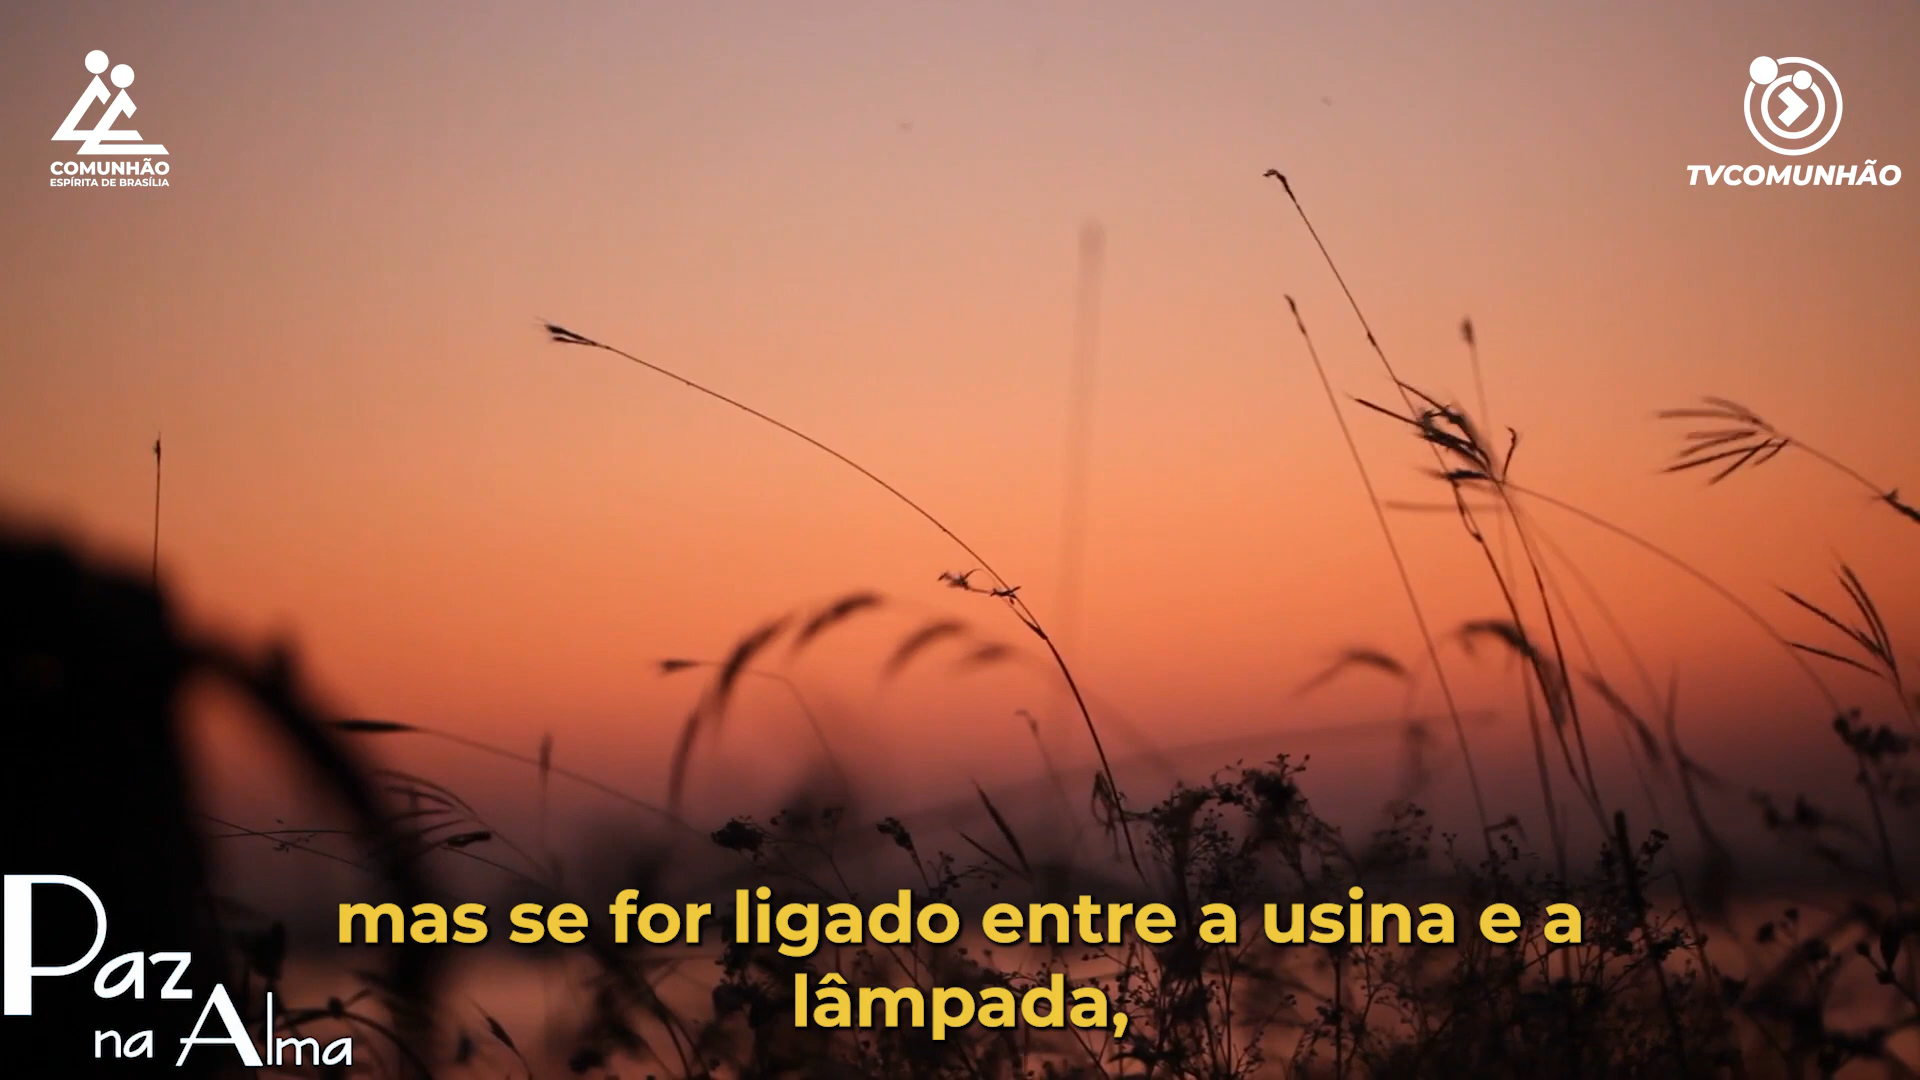 COMUNHÃO
ESPÍRITA DE BRASÍLIA
TVCOMUNHÃO
mas se for ligado entre a usina e a
lâmpada,
Paz
na Alma